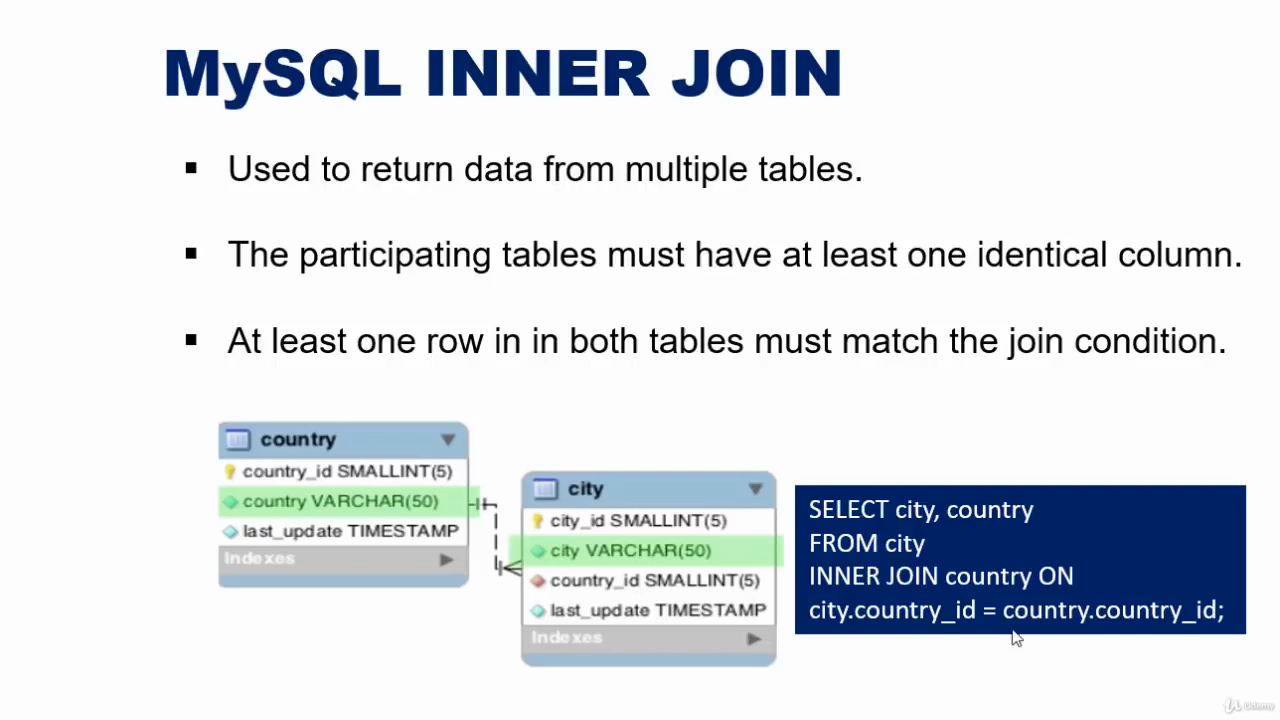 MySQL INNER JOIN
▪ Used to return data from multiple tables.
▪ The participating tables must have at least one identical column.
▪ At least one row in in both tables must match the join condition.
country
country_id SMALLINT(5)
country VARCHAR(50)
last_update TIMESTAMP
Indexes
city
city_id SMALLINT(5)
city VARCHAR(50)
country_id SMALLINT(5)
last_update TIMESTAMP
Indexes
SELECT city, country
FROM city
INNER JOIN country ON
city.country_id = country.country_id;
Udemy